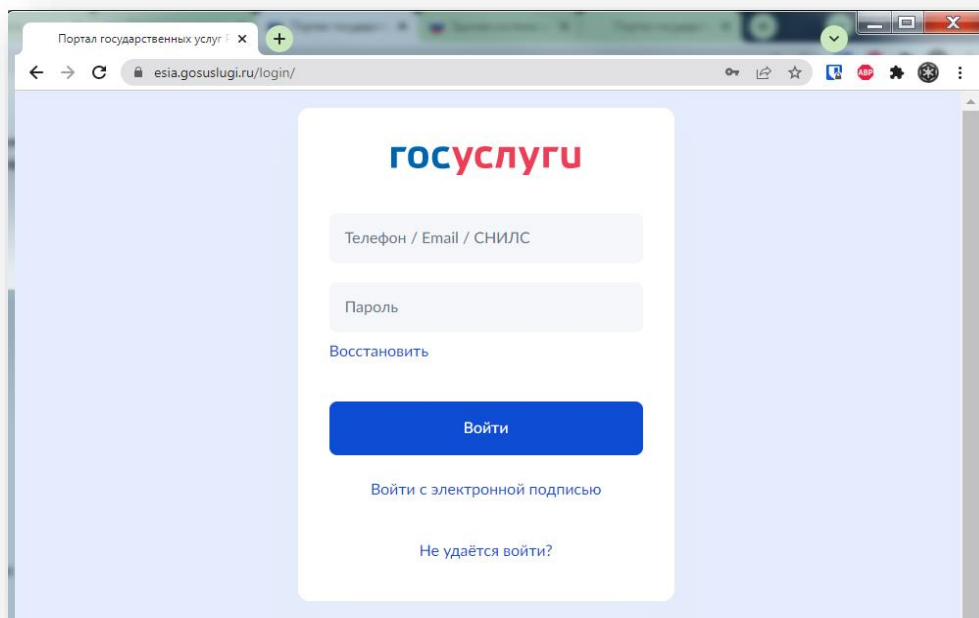 Портал государственных услуг Р
esia.gosuslugi.ru/login/
ABP
госуслуги
Телефон / Email / СНИЛС
Пароль
Восстановить
Войти
Войти с электронной подписью
Не удаётся войти?